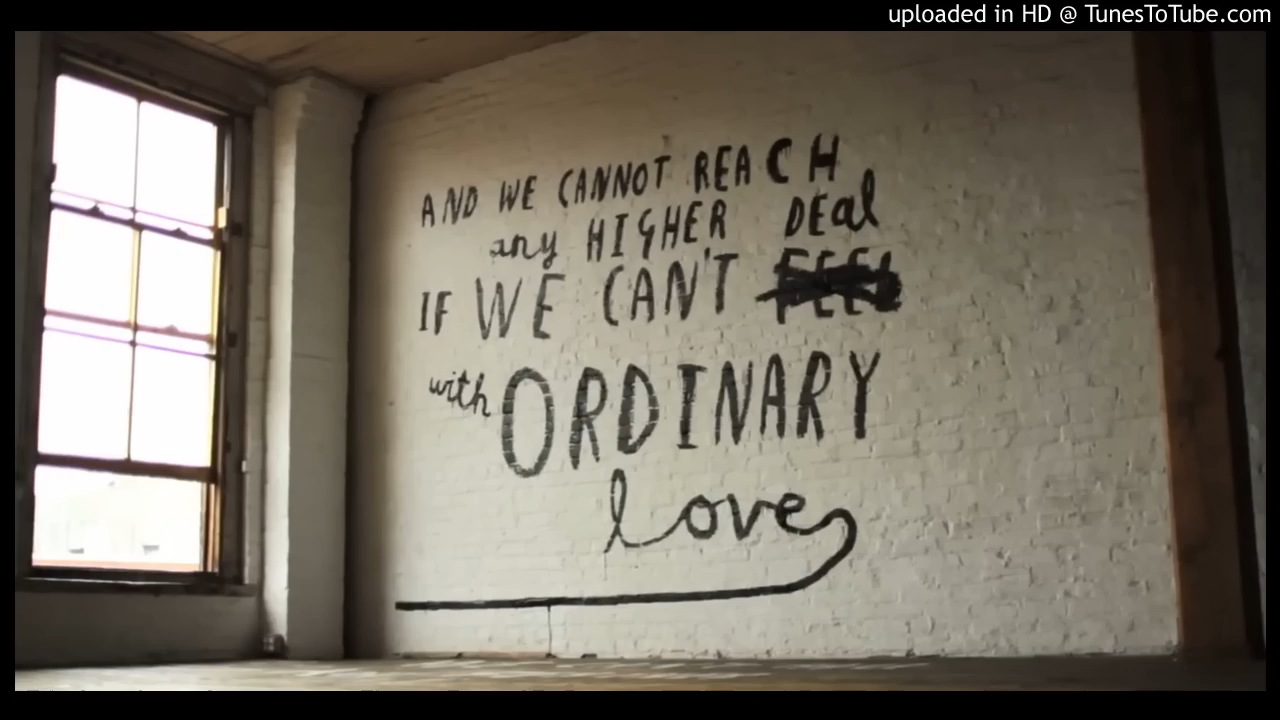 uploaded in HD @ TunesToTube.com
AND WE CANNOT REACH
any HIGHER DEal
IF WE CAN'T FEEL
with ORDINARY
love